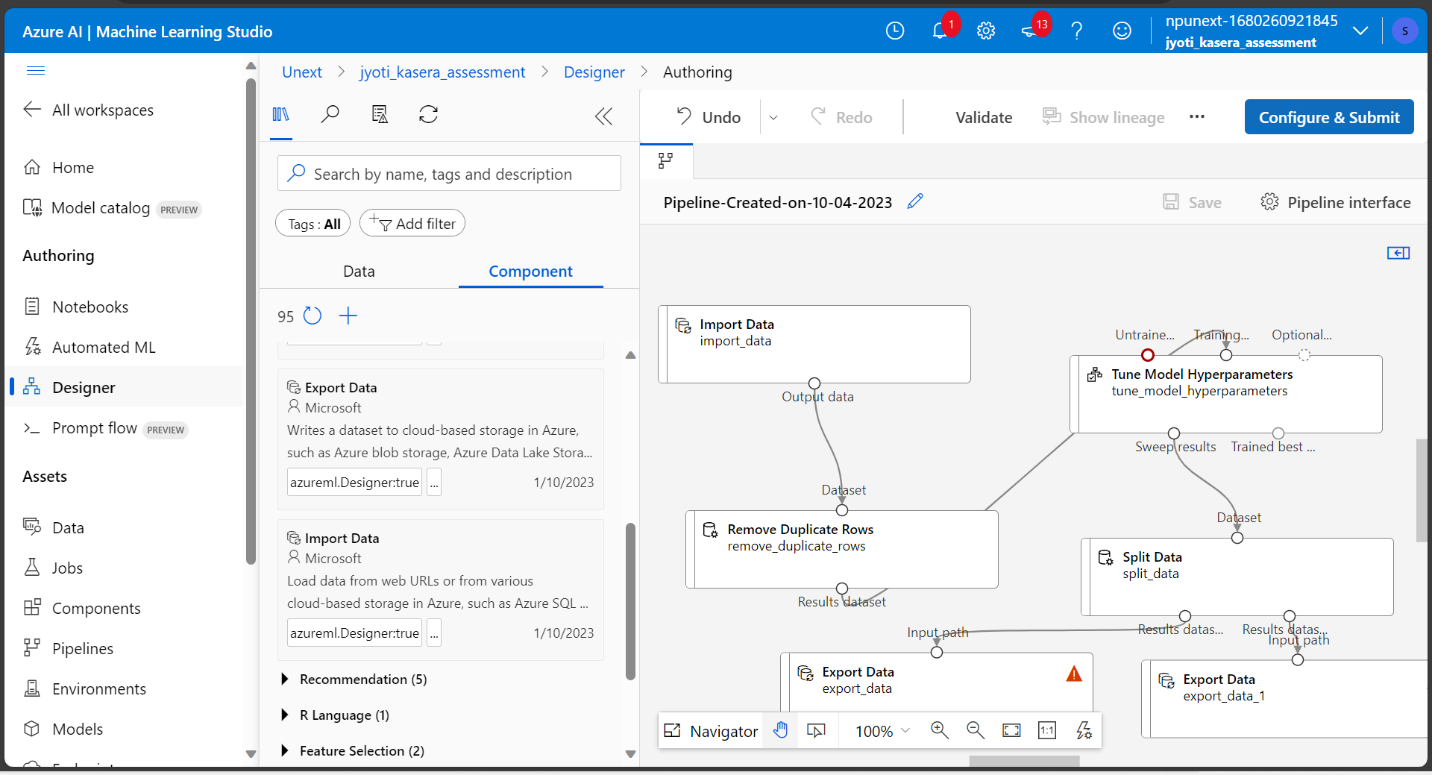 Azure AI | Machine Learning Studio
1
13
npunext-1680260921845
jyoti_kasera_assessment
S
All workspaces
Home
Model catalog PREVIEW
Authoring
Notebooks
Automated ML
Designer
Prompt flow PREVIEW
Assets
Data
Jobs
Components
Pipelines
Environments
Models
Unext > jyoti_kasera_assessment > Designer > Authoring
Search by name, tags and description
Tags : All
Add filter
Data
Component
95
Export Data
Microsoft
Writes a dataset to cloud-based storage in Azure,
such as Azure blob storage, Azure Data Lake Stora...
azureml.Designer:true ... 1/10/2023
Import Data
Microsoft
Load data from web URLs or from various
cloud-based storage in Azure, such as Azure SQL ...
azureml.Designer:true ... 1/10/2023
Recommendation (5)
R Language (1)
Feature Selection (2)
Undo
Redo
Validate
Show lineage
Configure & Submit
Pipeline-Created-on-10-04-2023
Save
Pipeline interface
Import Data
import_data
Output data
Dataset
Remove Duplicate Rows
remove_duplicate_rows
Results dataset
Untraine...
Training...
Optional...
Tune Model Hyperparameters
tune_model_hyperparameters
Sweep results
Trained best ...
Dataset
Split Data
split_data
Results datas...
Results datas...
Input path
Input path
Export Data
export_data
Export Data
export_data_1
Navigator
100%
1:1